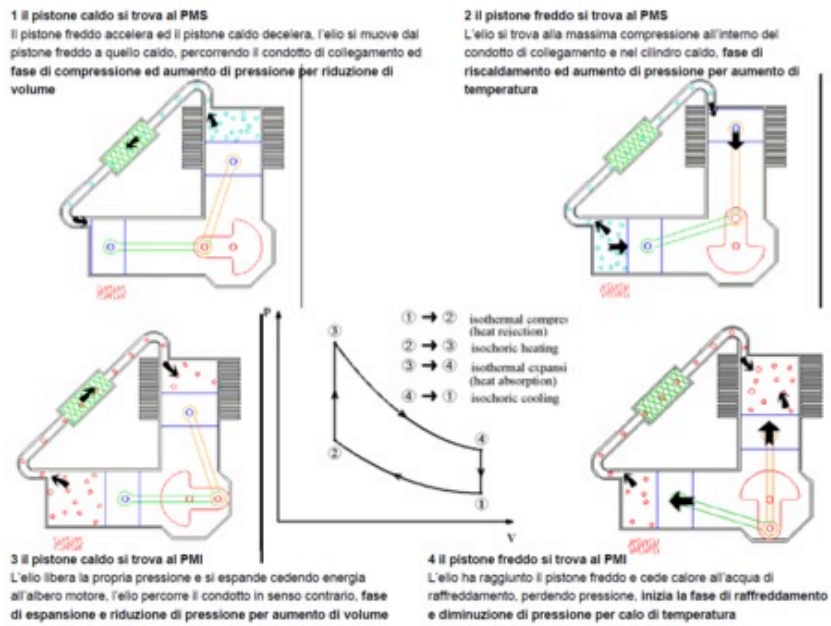 1 il pistone caldo si trova al PMS
Il pistone freddo accelera ed il pistone caldo decelera, l'elio si muove dal
pistone freddo a quello caldo, percorrendo il condotto di collegamento ed
fase di compressione ed aumento di pressione per riduzione di
volume
2 il pistone freddo si trova al PMS
L'elio si trova alla massima compressione all'interno del
condotto di collegamento e nel cilindro caldo, fase di
riscaldamento ed aumento di pressione per aumento di
temperatura
P
③
④
②
①
V
① → ② isothermal compres
(heat rejection)
② → ③ isochoric heating
③ → ④ isothermal expansi
(heat absorption)
④ → ① isochoric cooling
3 il pistone caldo si trova al PMI
L'elio libera la propria pressione e si espande cedendo energia
all'albero motore, l'elio percorre il condotto in senso contrario, fase
di espansione e riduzione di pressione per aumento di volume
4 il pistone freddo si trova al PMI
L'elio ha raggiunto il pistone freddo e cede calore all'acqua di
raffreddamento, perdendo pressione, inizia la fase di raffreddamento
e diminuzione di pressione per calo di temperatura